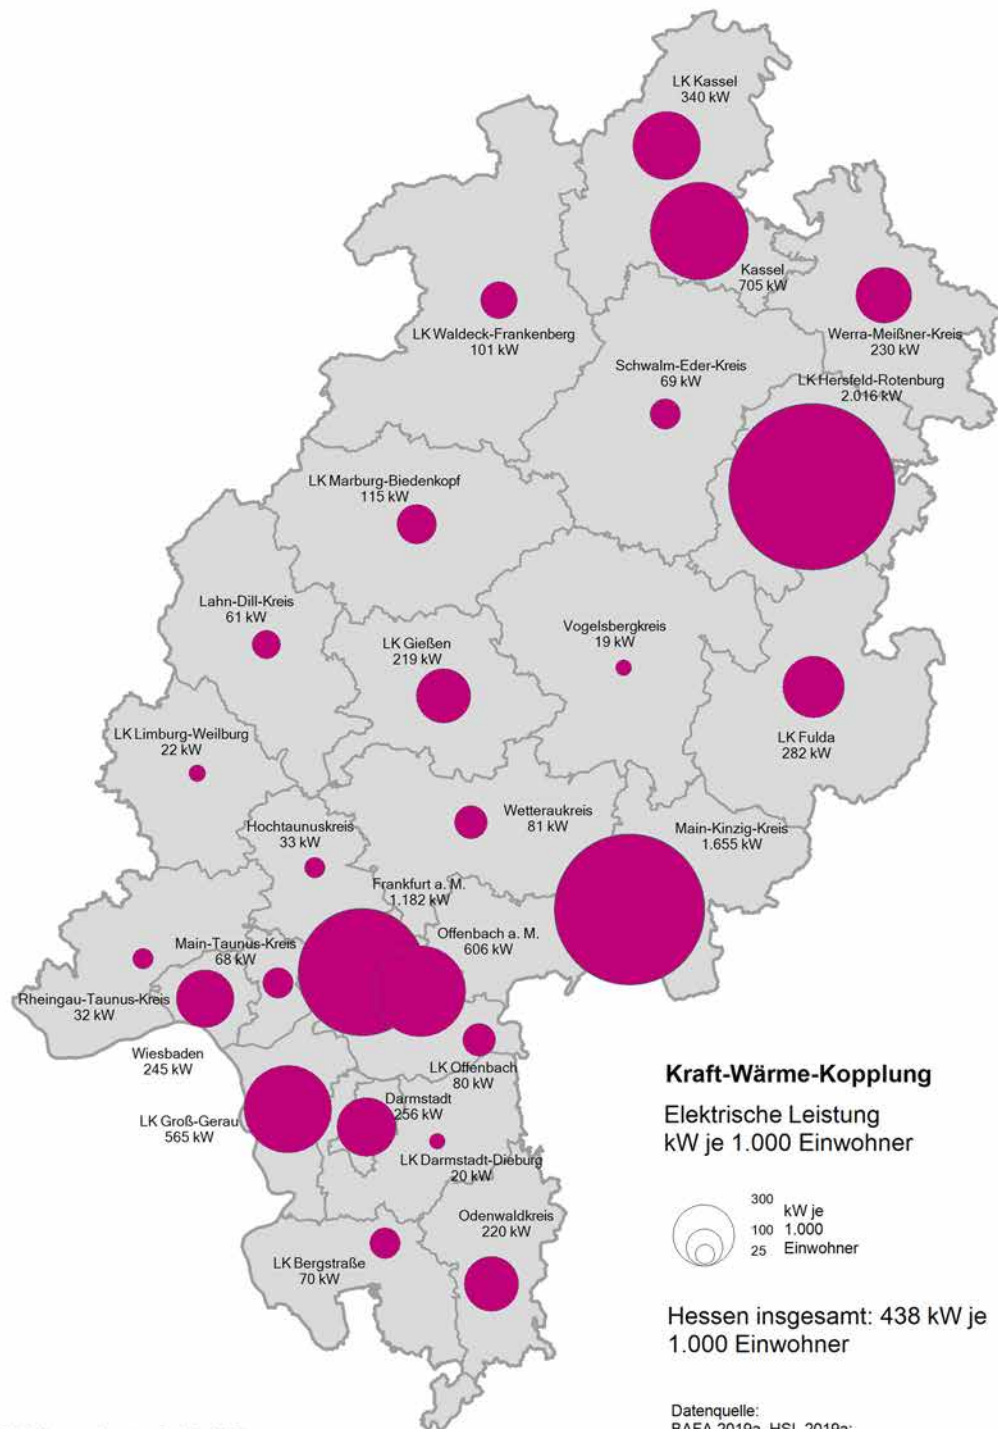 LK Kassel
340 kW
Kassel
705 kW
LK Waldeck-Frankenberg
101 kW
Werra-Meißner-Kreis
230 kW
Schwalm-Eder-Kreis
69 kW
LK Hersfeld-Rotenburg
2.016 kW
LK Marburg-Biedenkopf
115 kW
Lahn-Dill-Kreis
61 kW
LK Gießen
219 kW
Vogelsbergkreis
19 kW
LK Fulda
282 kW
LK Limburg-Weilburg
22 kW
Wetteraukreis
81 kW
Hochtaunuskreis
33 kW
Main-Kinzig-Kreis
1.655 kW
Frankfurt a. M.
1.182 kW
Offenbach a. M.
606 kW
Main-Taunus-Kreis
68 kW
Rheingau-Taunus-Kreis
32 kW
Wiesbaden
245 kW
LK Offenbach
80 kW
LK Groß-Gerau
565 kW
Darmstadt
256 kW
LK Darmstadt-Dieburg
20 kW
Odenwaldkreis
220 kW
LK Bergstraße
70 kW
Kraft-Wärme-Kopplung
Elektrische Leistung
kW je 1.000 Einwohner
300
100
25
kW je
1.000
Einwohner
Hessen insgesamt: 438 kW je
1.000 Einwohner
Datenquelle:
BAFA 2019a, HSL 2019a;